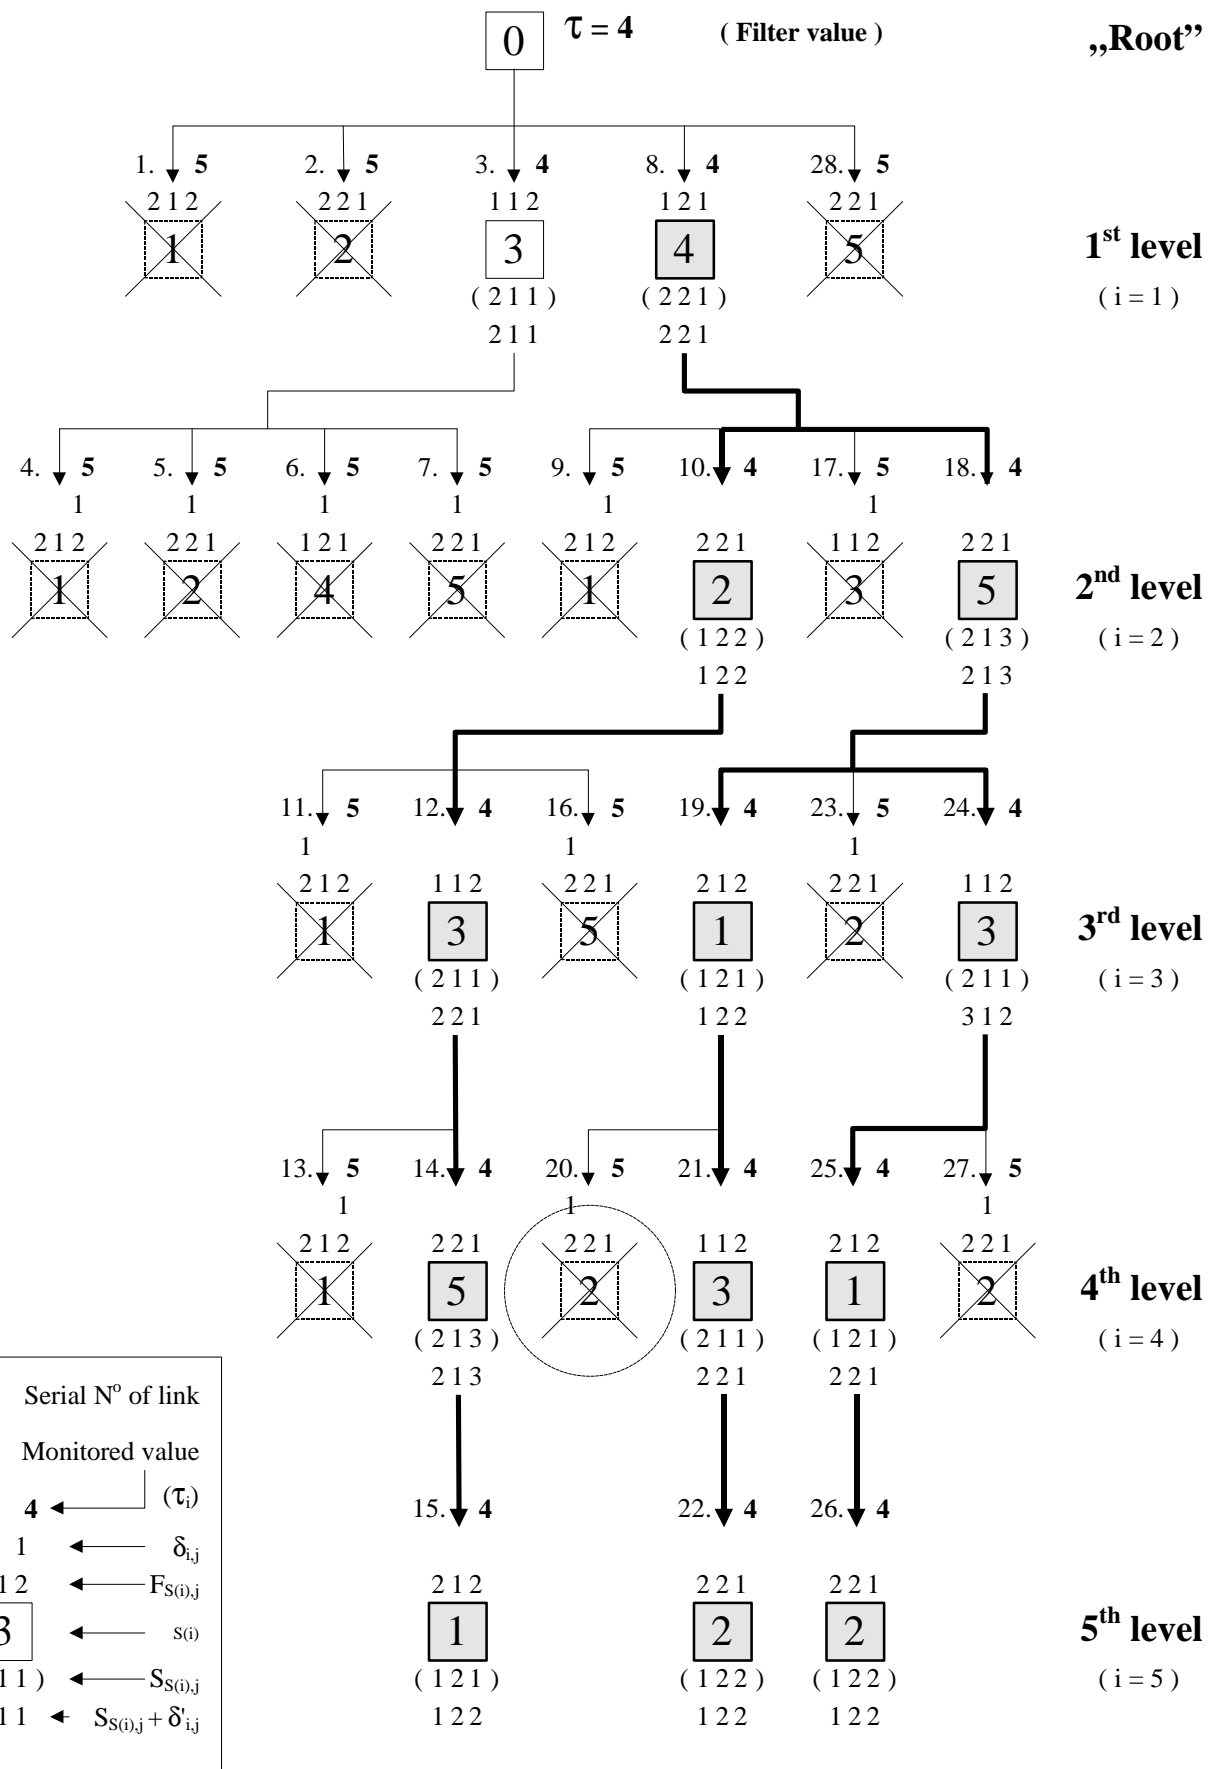 0 τ = 4 ( Filter value ) „Root”
1. 5 2. 5 3. 4 8. 4 28. 5
2 1 2 2 2 1 1 1 2 1 2 1 2 2 1
1 2 3 4 5 1st level
( 2 1 1 ) ( 2 2 1 ) ( i = 1 )
2 1 1 2 2 1
4. 5 5. 5 6. 5 7. 5 9. 5 10. 4 17. 5 18. 4
1 1 1 1 1 1
2 1 2 2 2 1 1 2 1 2 2 1 2 1 2 2 2 1 1 1 2 2 2 1
1 2 4 5 1 2 3 5 2nd level
( 1 2 2 ) ( 2 1 3 ) ( i = 2 )
1 2 2 2 1 3
11. 5 12. 4 16. 5 19. 4 23. 5 24. 4
1 1 1
2 1 2 1 1 2 2 2 1 2 1 2 2 2 1 1 1 2
1 3 5 1 2 3 3rd level
( 2 1 1 ) ( 1 2 1 ) ( 2 1 1 ) ( i = 3 )
2 2 1 1 2 2 3 1 2
13. 5 14. 4 20. 5 21. 4 25. 4 27. 5
1 1 1
2 1 2 2 2 1 2 2 1 1 1 2 2 1 2 2 2 1
1 5 2 3 1 2 4th level
( 2 1 3 ) ( 2 1 1 ) ( 1 2 1 ) ( i = 4 )
2 1 3 2 2 1 2 2 1
15. 4 22. 4 26. 4
2 1 2 2 2 1 2 2 1
1 2 2 5th level
( 1 2 1 ) ( 1 2 2 ) ( 1 2 2 ) ( i = 5 )
1 2 2 1 2 2 1 2 2
Serial No of link
Monitored value
4 (τi)
1 δi,j
1 2 FS(i),j
3 S(i)
1 1 ) SS(i),j
1 1 SS(i),j + δ'i,j